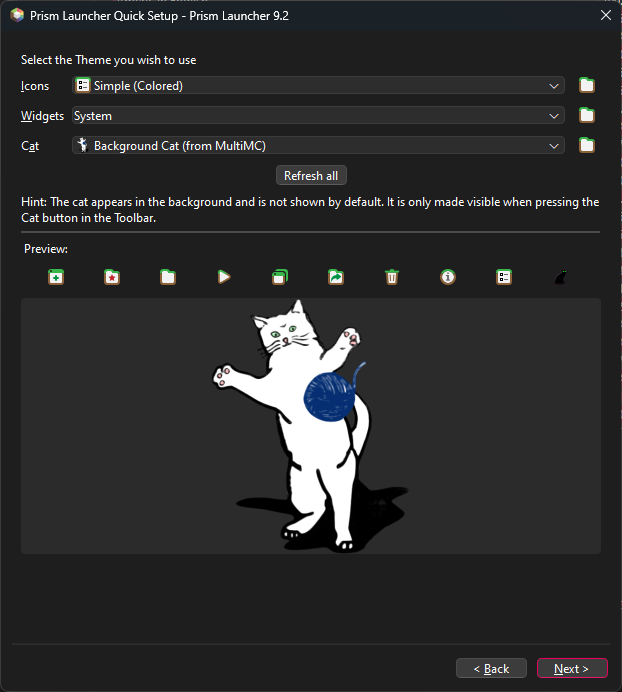 Prism Launcher Quick Setup - Prism Launcher 9.2
Select the Theme you wish to use
Icons
Simple (Colored)
Widgets
System
Cat
Background Cat (from MultiMC)
Refresh all
Hint: The cat appears in the background and is not shown by default. It is only made visible when pressing the
Cat button in the Toolbar.
Preview:
< Back
Next >